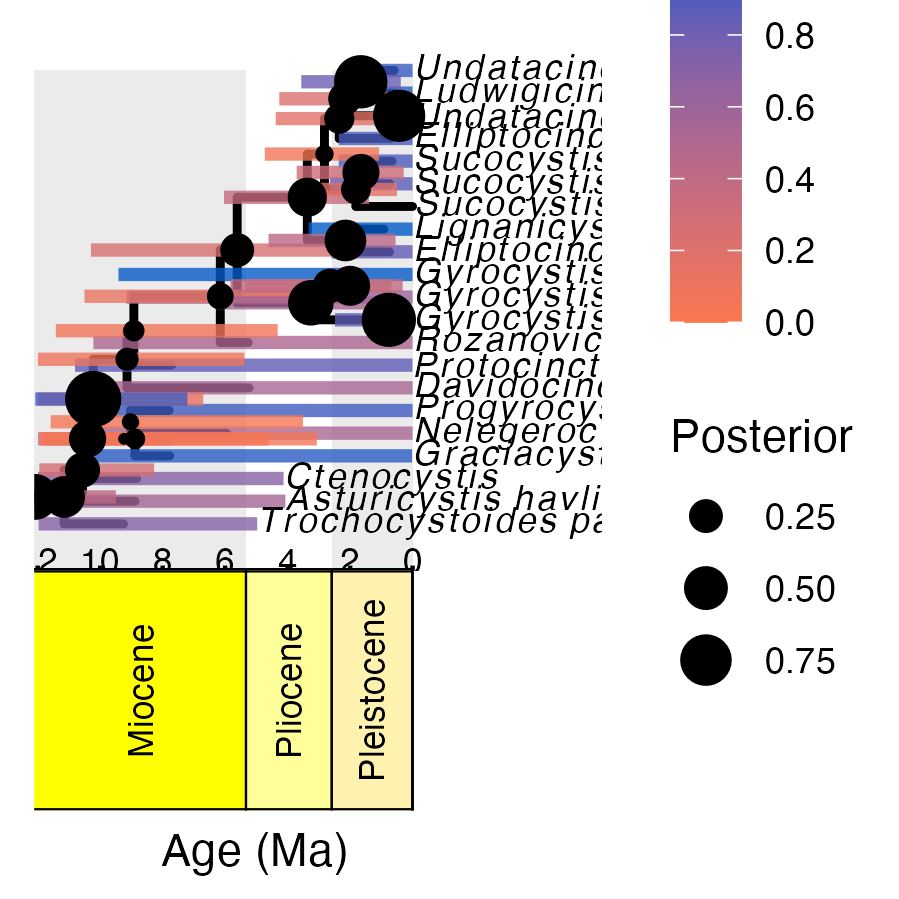 Undatacin
Ludwigicin
Undatacin
Elliptocinc
Sucocystis
Sucocystis
Sucocystis
Lignanicys
Elliptocinc
Gyrocystis
Gyrocystis
Gyrocystis
Rozanovic
Protocinct
Davidocinc
Progyrocys
Nelegeroc
Graciacyst
Ctenocystis
Asturicystis havli
Trochocystoides pa
2 10 8 6 4 2 0
Miocene
Pliocene
Pleistocene
Age (Ma)
0.8
0.6
0.4
0.2
0.0
Posterior
0.25
0.50
0.75